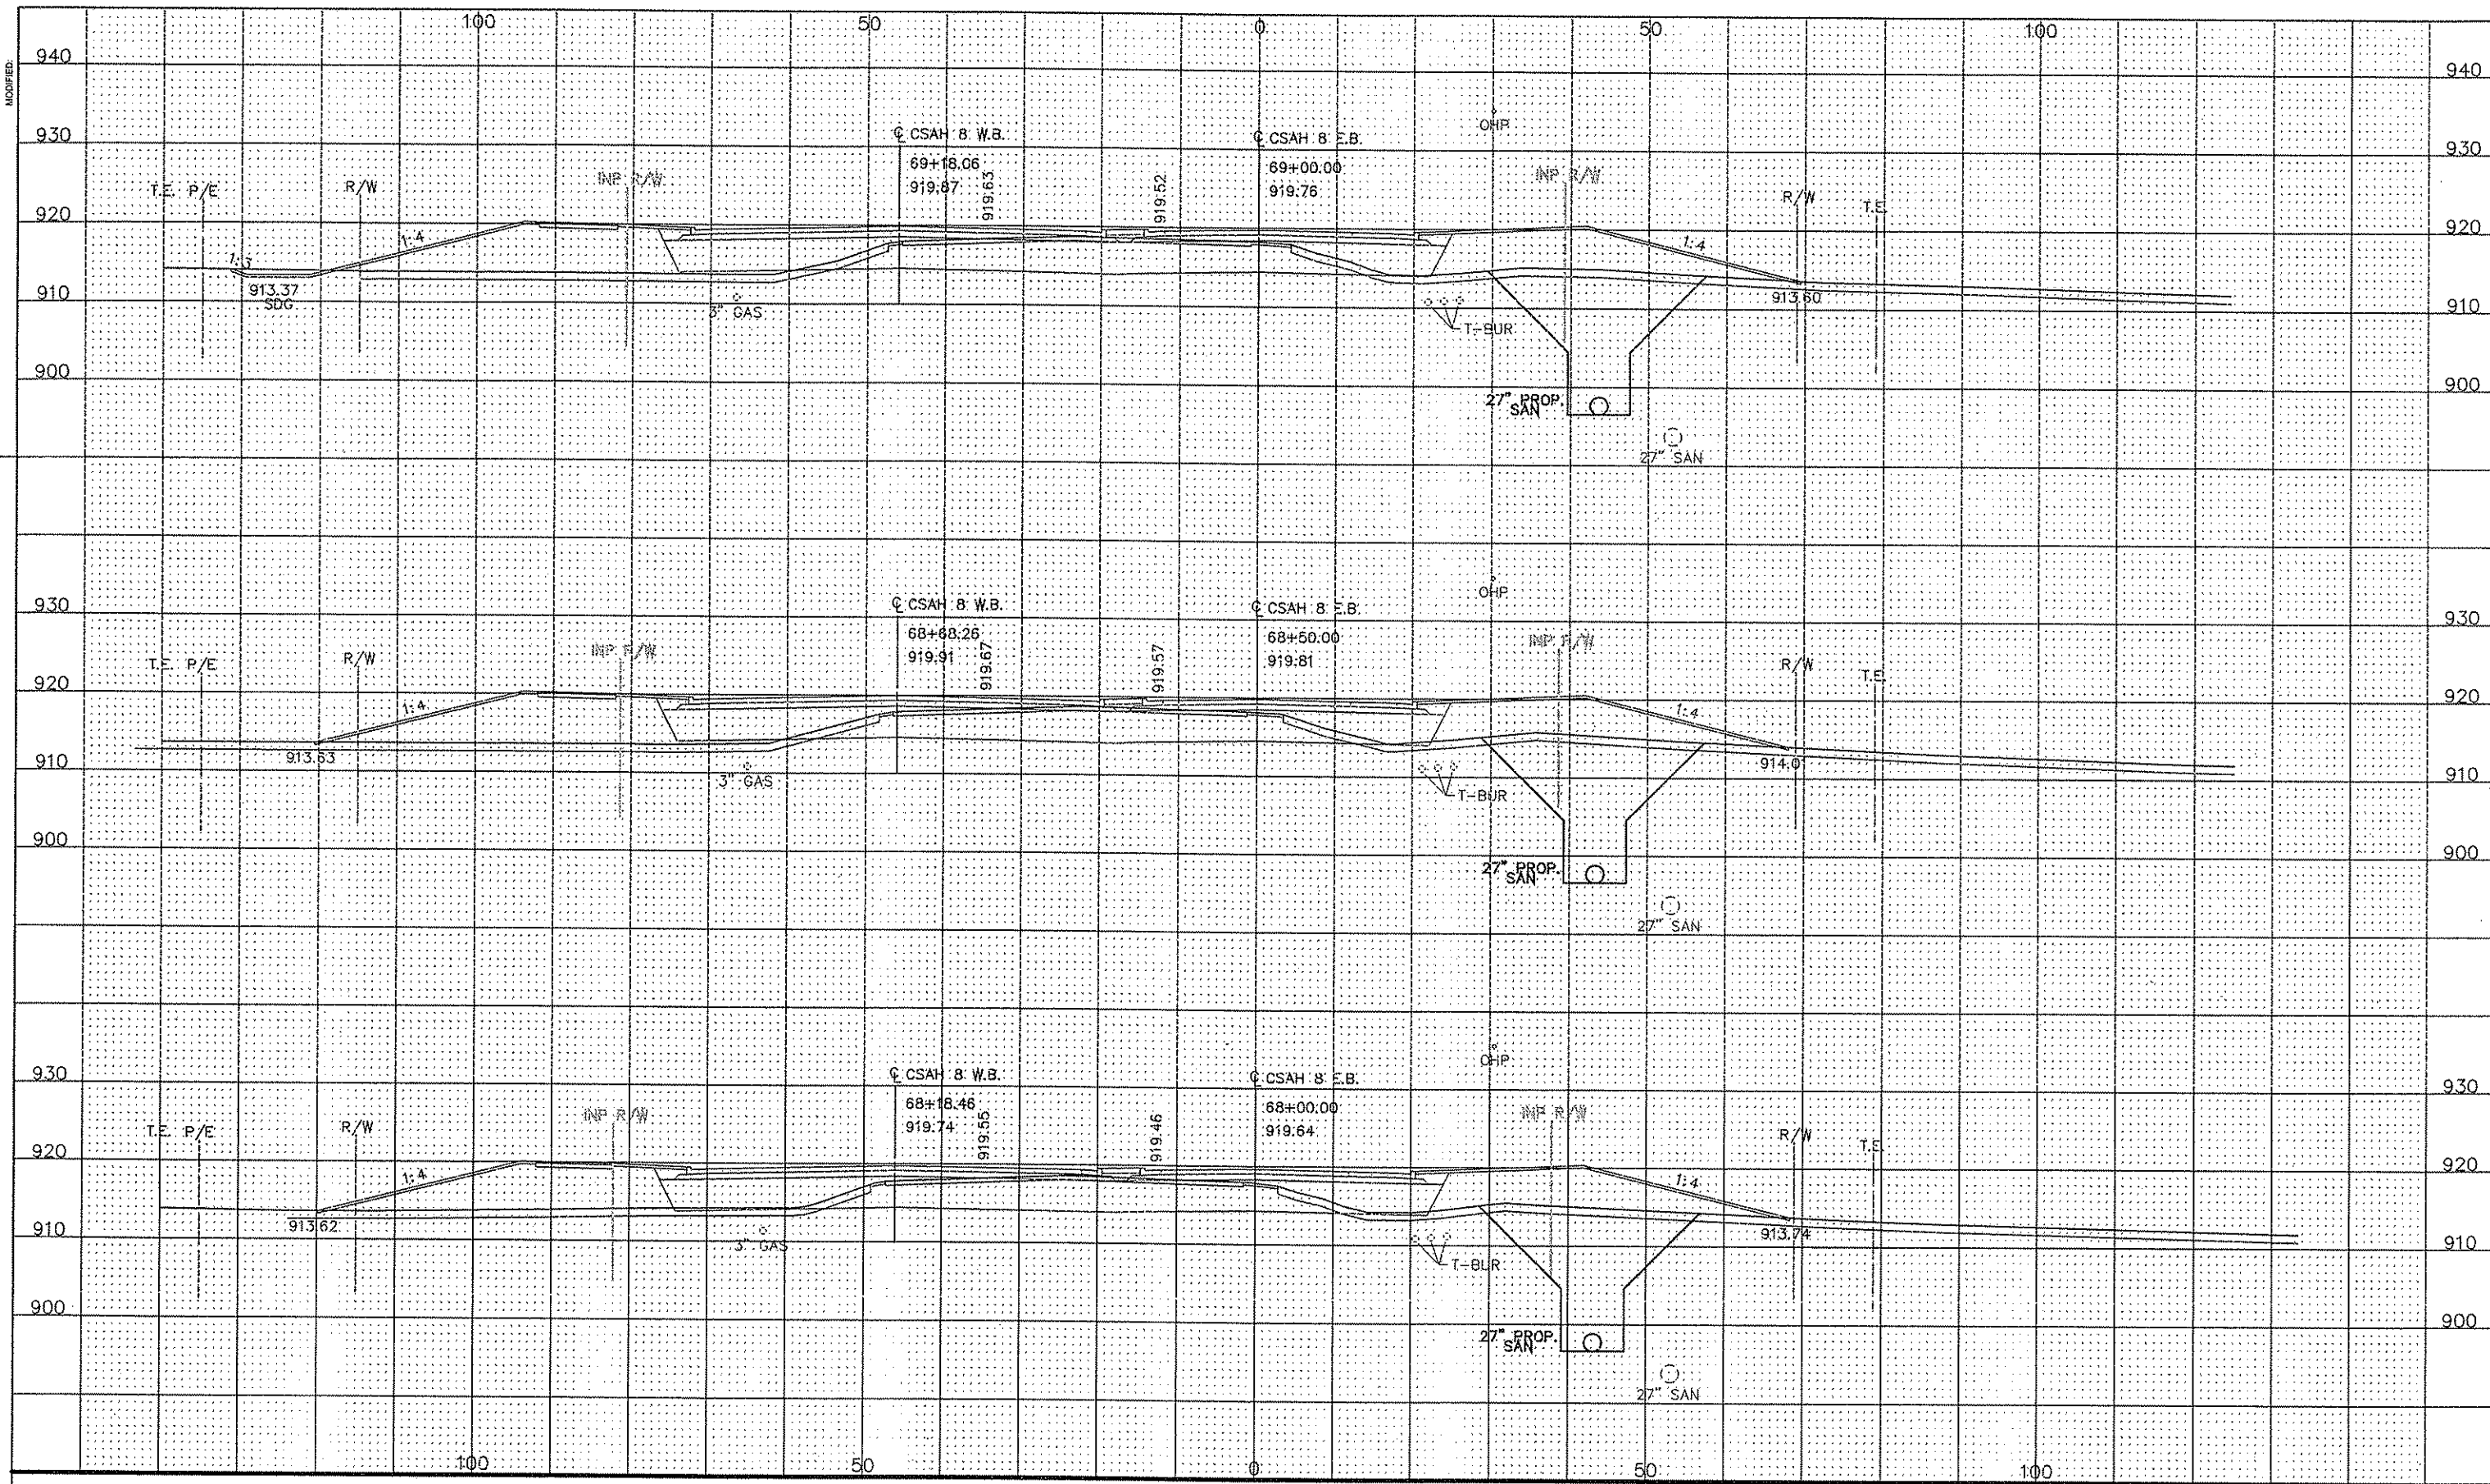 MODIFIED:
100 50 0 50 100
940 940
OHP
930 ℄ CSAH 8 W.B. ℄ CSAH 8 E.B. 930
69+18.06 69+00.00
919.87 919.63 919.52 919.76
T.E. P/E R/W INP R/W INP R/W R/W T.E.
920 920
1:3 1:4 1:4
913.37
SDG
913.60
910 3" GAS T-BUR 910
900 900
27" PROP.
SAN
27" SAN
OHP
930 ℄ CSAH 8 W.B. ℄ CSAH 8 E.B. 930
68+68.26 68+50.00
919.91 919.67 919.57 919.81
T.E. P/E R/W INP R/W INP R/W R/W T.E.
920 920
1:4 1:4
913.63 914.0
910 3" GAS T-BUR 910
900 900
27" PROP.
SAN
27" SAN
OHP
930 ℄ CSAH 8 W.B. ℄ CSAH 8 E.B. 930
68+18.46 68+00.00
919.74 919.55 919.46 919.64
T.E. P/E R/W INP R/W INP R/W R/W T.E.
920 920
1:4 1:4
913.62 913.74
910 3" GAS T-BUR 910
900 900
27" PROP.
SAN
27" SAN
100 50 0 50 100